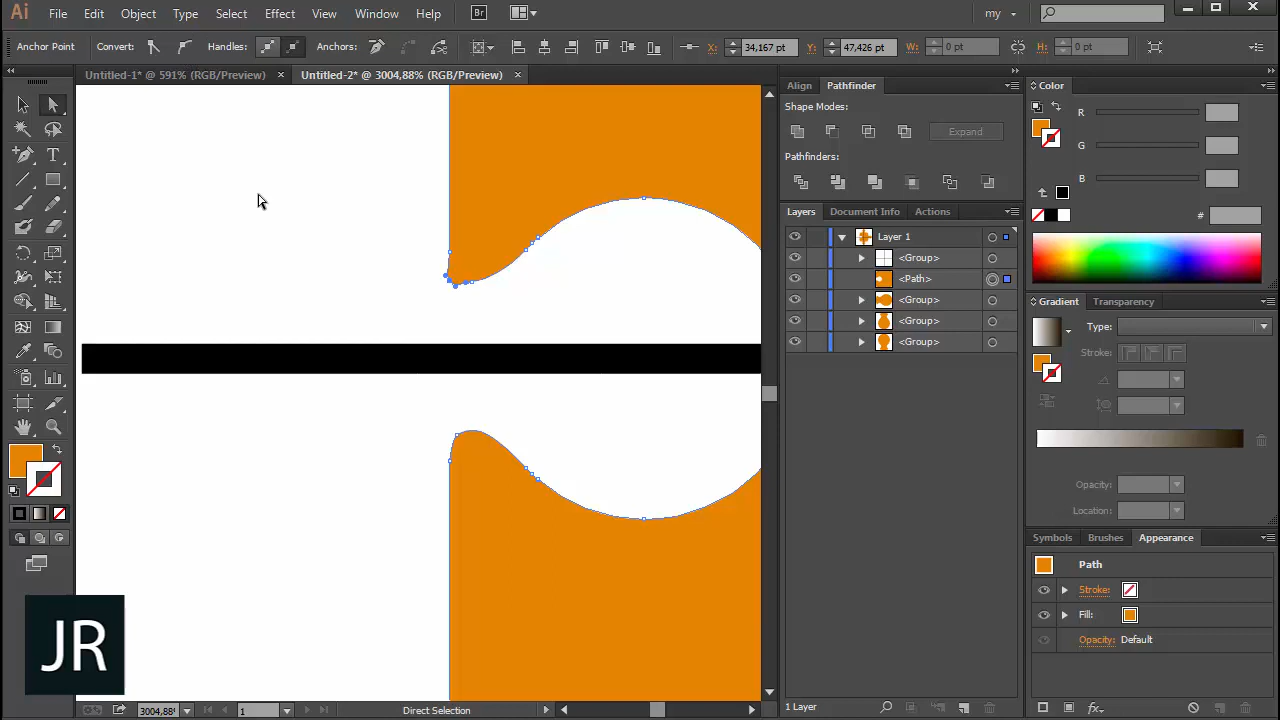 Ai File Edit Object Type Select Effect View Window Help Br my
Anchor Point Convert: Handles: Anchors: X: 34,167 pt Y: 47,426 pt W: 0 pt H: 0 pt
Untitled-1* @ 591% (RGB/Preview) × Untitled-2* @ 3004,88% (RGB/Preview) ×
Align Pathfinder
Shape Modes:
Expand
Pathfinders:
Layers Document Info Actions
Layer 1
<Group>
<Path>
<Group>
<Group>
<Group>
1 Layer
Color
R
G
B
#
Gradient Transparency
Type:
Stroke:
Opacity:
Location:
Symbols Brushes Appearance
Path
Stroke:
Fill:
Opacity: Default
fx
JR
3004,88% 1 Direct Selection